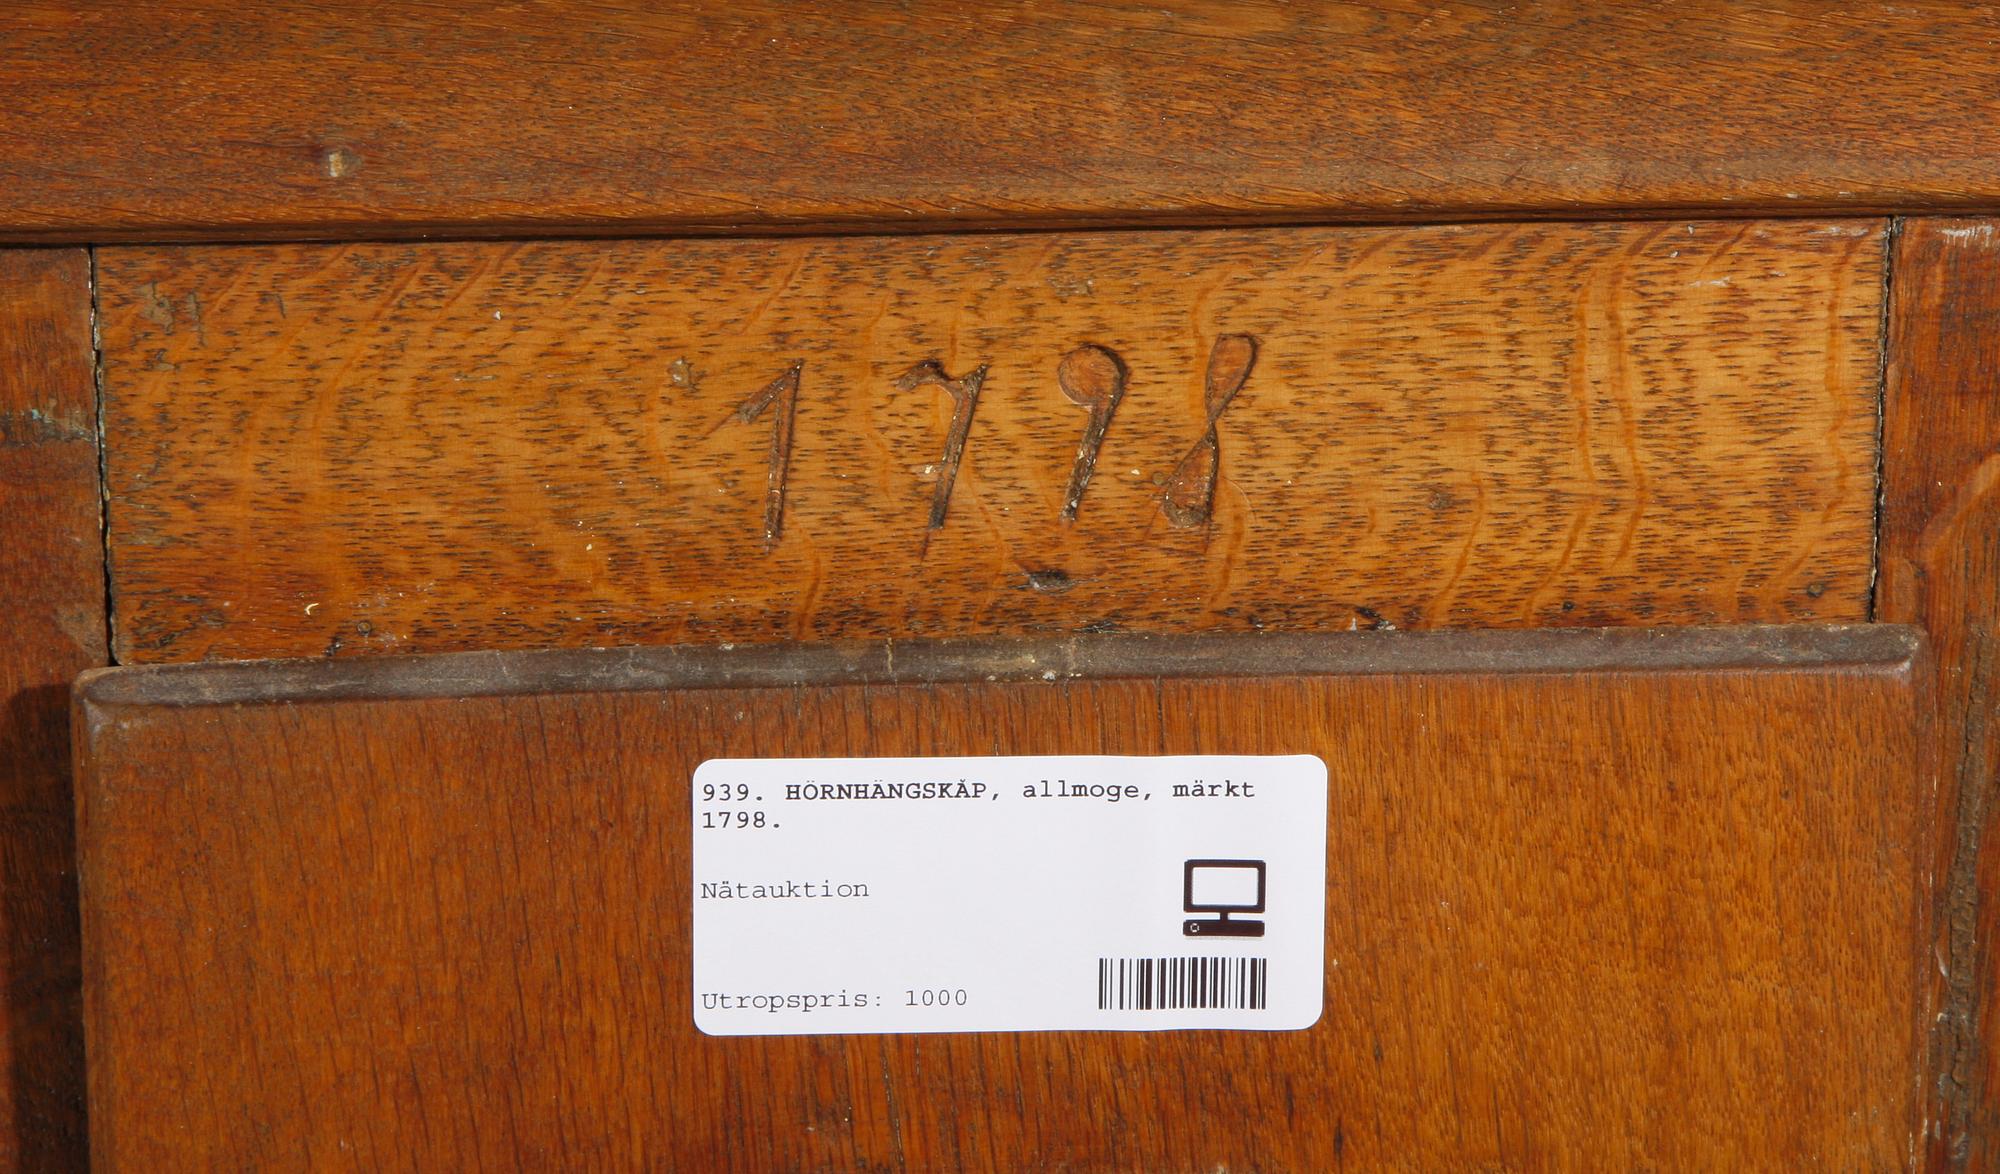 1798
939. HÖRNHÄNGSKÅP, allmoge, märkt
1798.
Nätauktion
Utropspris: 1000